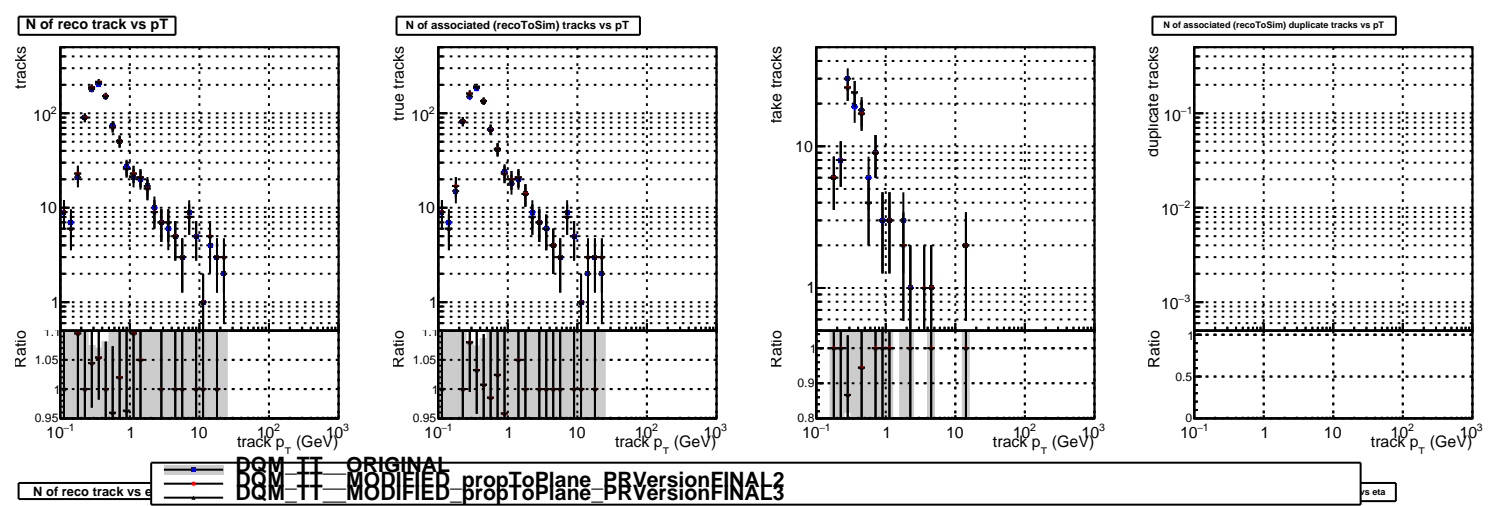 N of reco track vs pT
N of associated (recoToSim) tracks vs pT
N of associated (recoToSim) duplicate tracks vs pT
tracks
10²
10
1
Ratio
1.1
1.05
1
0.95
10⁻¹ 1 10 10² 10³
track p_T (GeV)
true tracks
10²
10
1
Ratio
1.1
1.05
1
0.95
10⁻¹ 1 10 10² 10³
track p_T (GeV)
fake tracks
10
1
Ratio
1
0.9
0.8
10⁻¹ 1 10 10² 10³
track p_T (GeV)
duplicate tracks
10⁻¹
10⁻²
10⁻³
Ratio
1
0.5
0
10⁻¹ 1 10 10² 10³
track p_T (GeV)
DQM_TT__ORIGINAL
DQM_TT__MODIFIED_propToPlane_PRVersionFINAL2
DQM_TT__MODIFIED_propToPlane_PRVersionFINAL3
N of reco track vs e
vs eta